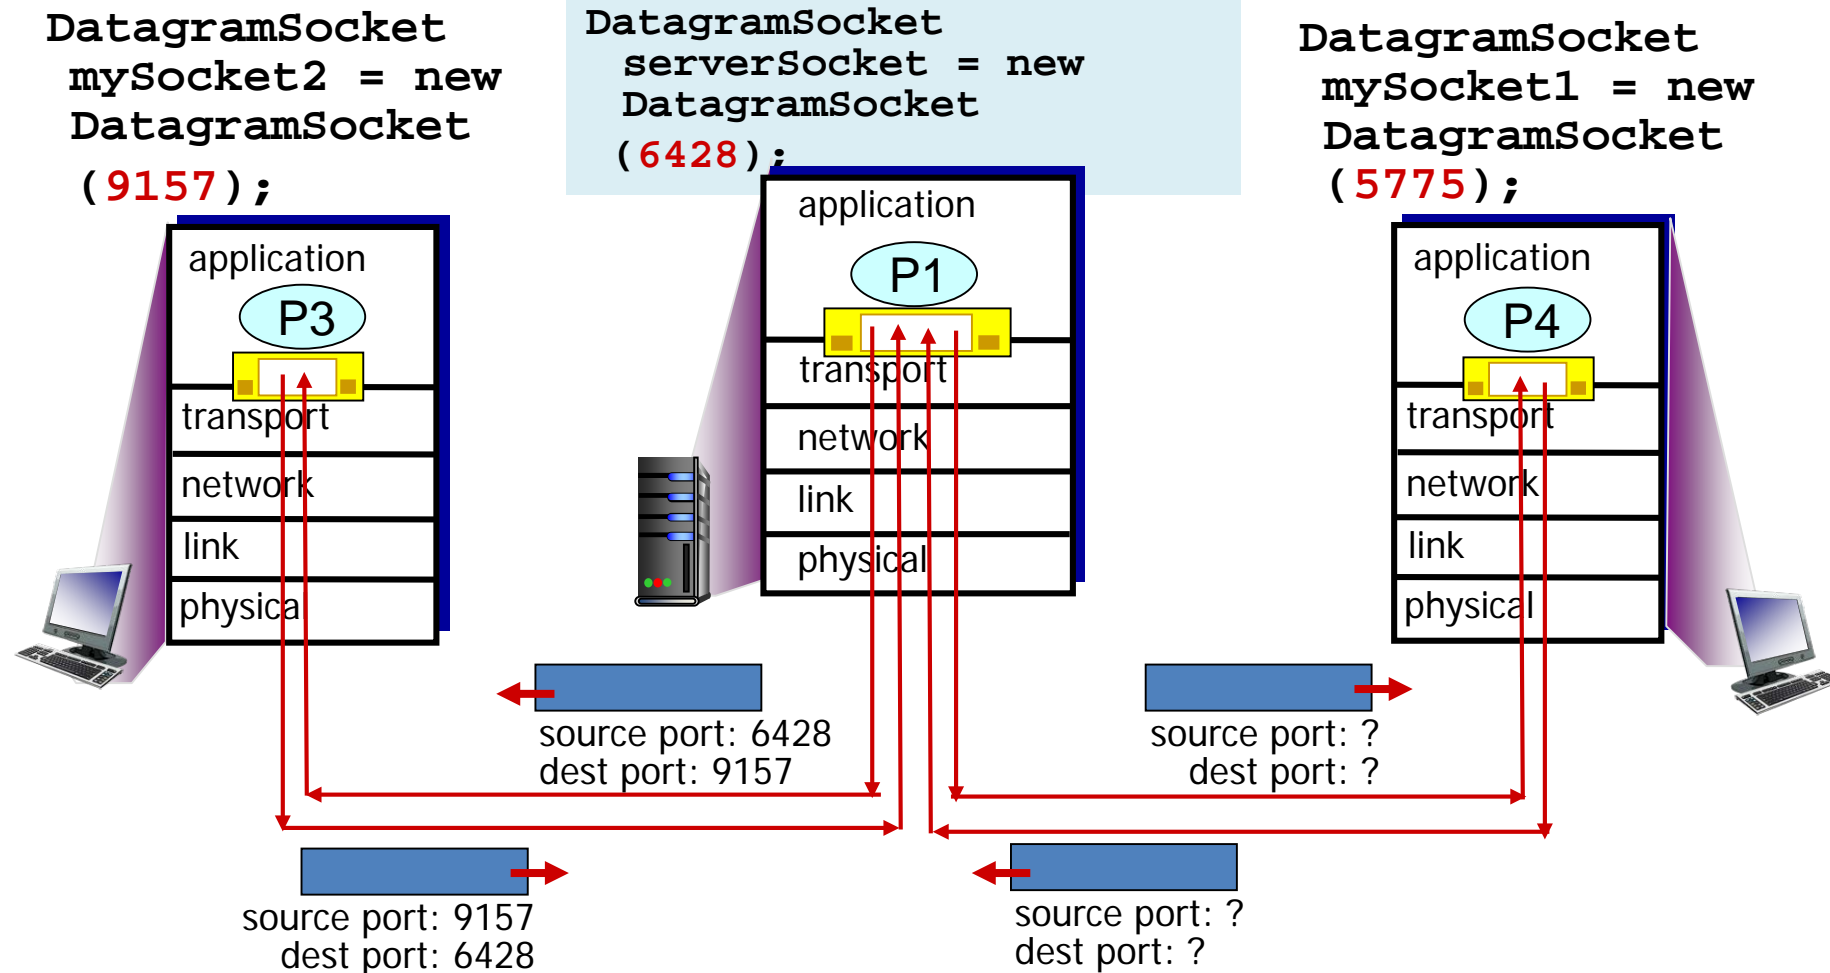 DatagramSocket
mySocket2 = new
DatagramSocket
(9157);
DatagramSocket
serverSocket = new
DatagramSocket
(6428);
DatagramSocket
mySocket1 = new
DatagramSocket
(5775);
application
P3
transport
network
link
physical
application
P1
transport
network
link
physical
application
P4
transport
network
link
physical
source port: 6428
dest port: 9157
source port: ?
dest port: ?
source port: 9157
dest port: 6428
source port: ?
dest port: ?